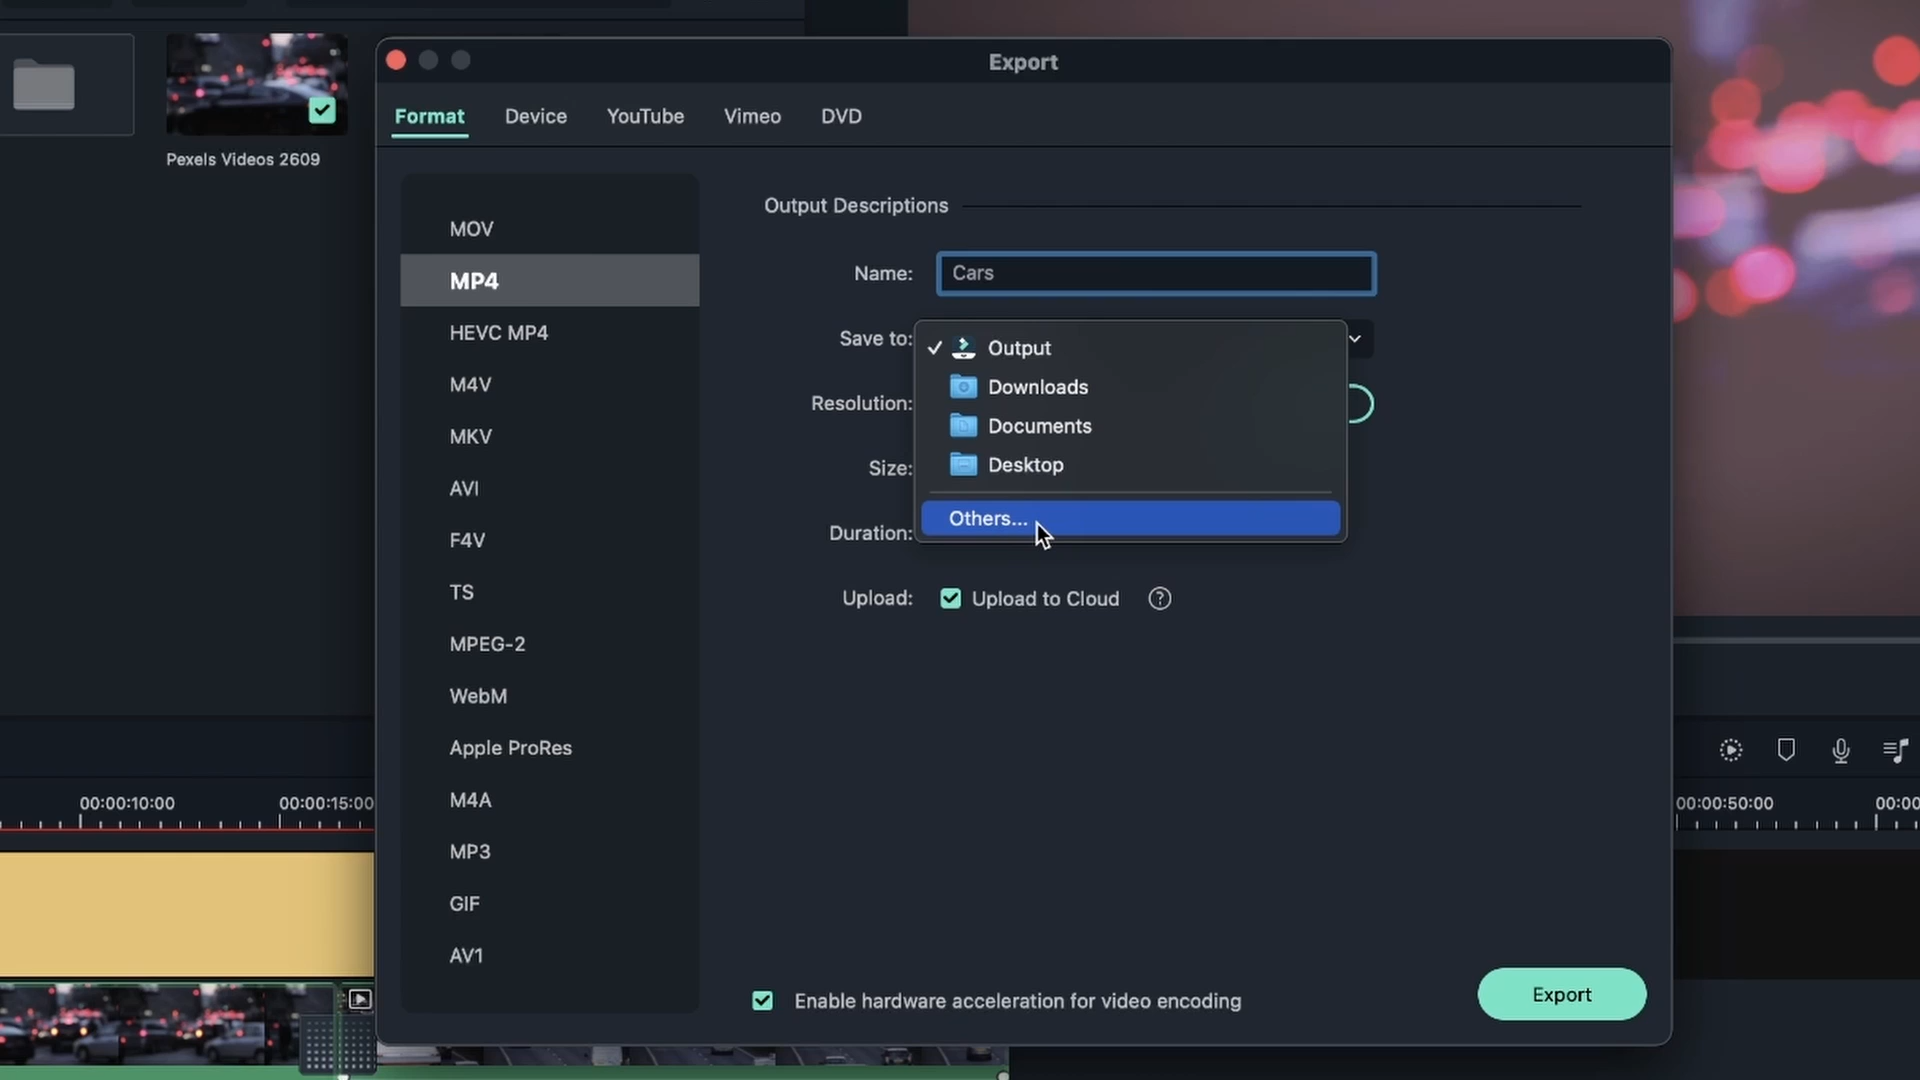 Export
Format Device YouTube Vimeo DVD
Pexels Videos 2609
MOV
MP4
HEVC MP4
M4V
MKV
AVI
F4V
TS
MPEG-2
WebM
Apple ProRes
M4A
MP3
GIF
AV1
Output Descriptions
Name: Cars
Save to:
Output
Downloads
Documents
Desktop
Others...
Resolution:
Size:
Duration:
Upload: Upload to Cloud ?
Enable hardware acceleration for video encoding
Export
00:00:10:00 00:00:15:00 00:00:50:00 00:00